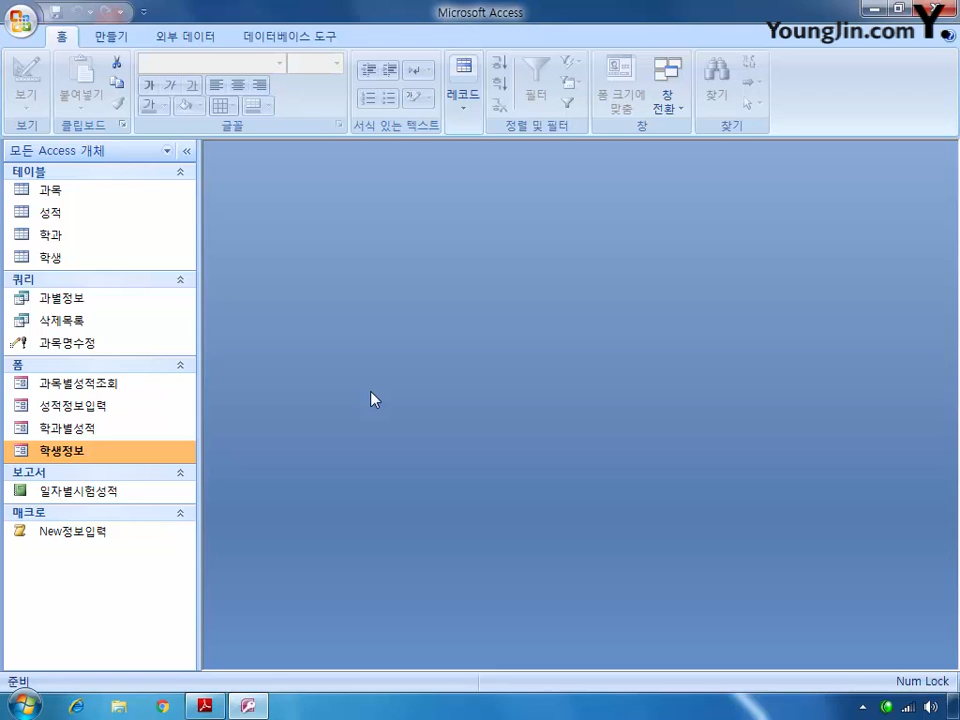 Microsoft Access
YoungJin.com Y.
홈 만들기 외부 데이터 데이터베이스 도구
보기 붙여넣기 가 가 가 가 레코드 필터 폼 크기에 맞춤 창 전환 찾기
보기 클립보드 글꼴 서식 있는 텍스트 정렬 및 필터 창 찾기
모든 Access 개체
테이블
과목
성적
학과
학생
쿼리
과별정보
삭제목록
과목명수정
폼
과목별성적조회
성적정보입력
학과별성적
학생정보
보고서
일자별시험성적
매크로
New정보입력
준비 Num Lock